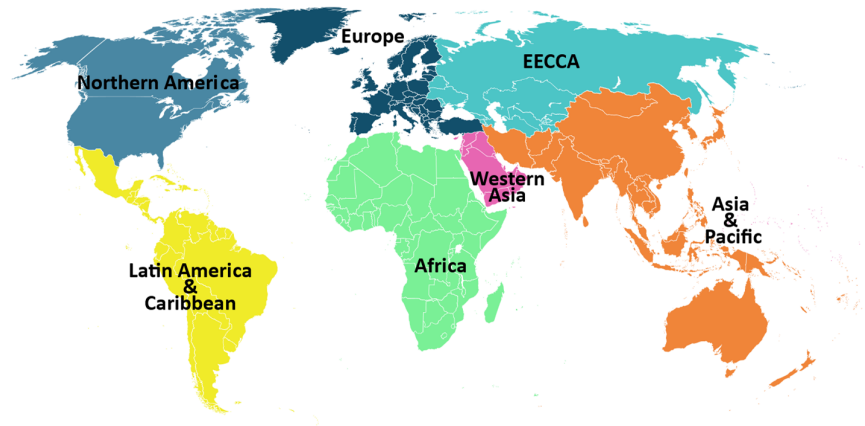 Europe
EECCA
Northern America
Western
Asia
Asia
&
Pacific
Africa
Latin America
&
Caribbean